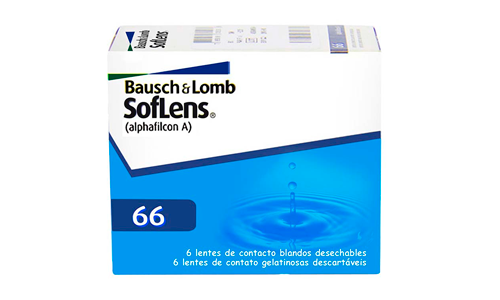 Bausch & Lomb
SofLens®
(alphafilcon A)
66
6 lentes de contacto blandos desechables
6 lentes de contato gelatinosas descartáveis